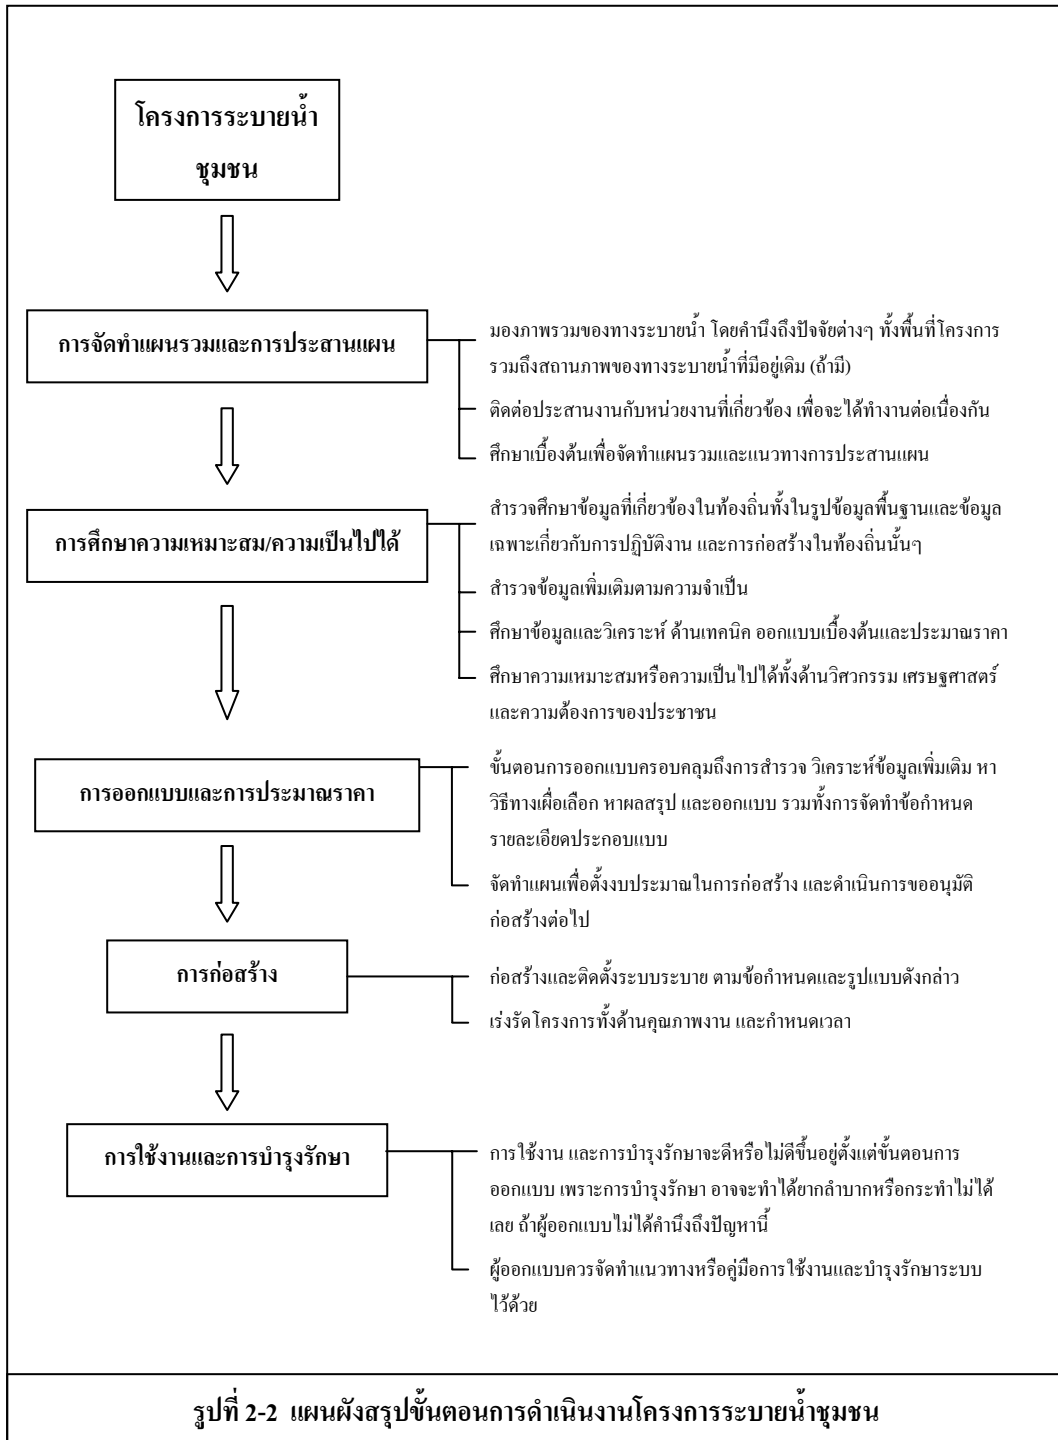 โครงการระบายน้ำ
ชุมชน
การจัดทำแผนรวมและการประสานแผน
มองภาพรวมของทางระบายน้ำ โดยคำนึงถึงปัจจัยต่างๆ ทั้งพื้นที่โครงการ
รวมถึงสถานภาพของทางระบายน้ำที่มีอยู่เดิม (ถ้ามี)
ติดต่อประสานงานกับหน่วยงานที่เกี่ยวข้อง เพื่อจะได้ทำงานต่อเนื่องกัน
ศึกษาเบื้องต้นเพื่อจัดทำแผนรวมและแนวทางการประสานแผน
การศึกษาความเหมาะสม/ความเป็นไปได้
สำรวจศึกษาข้อมูลที่เกี่ยวข้องในท้องถิ่นทั้งในรูปข้อมูลพื้นฐานและข้อมูล
เฉพาะเกี่ยวกับการปฏิบัติงาน และการก่อสร้างในท้องถิ่นนั้นๆ
สำรวจข้อมูลเพิ่มเติมตามความจำเป็น
ศึกษาข้อมูลและวิเคราะห์ ด้านเทคนิค ออกแบบเบื้องต้นและประมาณราคา
ศึกษาความเหมาะสมหรือความเป็นไปได้ทั้งด้านวิศวกรรม เศรษฐศาสตร์
และความต้องการของประชาชน
การออกแบบและการประมาณราคา
ขั้นตอนการออกแบบครอบคลุมถึงการสำรวจ วิเคราะห์ข้อมูลเพิ่มเติม หา
วิธีทางเผื่อเลือก หาผลสรุป และออกแบบ รวมทั้งการจัดทำข้อกำหนด
รายละเอียดประกอบแบบ
จัดทำแผนเพื่อตั้งงบประมาณในการก่อสร้าง และดำเนินการขออนุมัติ
ก่อสร้างต่อไป
การก่อสร้าง
ก่อสร้างและติดตั้งระบบระบาย ตามข้อกำหนดและรูปแบบดังกล่าว
เร่งรัดโครงการทั้งด้านคุณภาพงาน และกำหนดเวลา
การใช้งานและการบำรุงรักษา
การใช้งาน และการบำรุงรักษาจะดีหรือไม่ดีขึ้นอยู่ตั้งแต่ขั้นตอนการ
ออกแบบ เพราะการบำรุงรักษา อาจจะทำได้ยากลำบากหรือกระทำไม่ได้
เลย ถ้าผู้ออกแบบไม่ได้คำนึงถึงปัญหานี้
ผู้ออกแบบควรจัดทำแนวทางหรือคู่มือการใช้งานและบำรุงรักษาระบบ
ไว้ด้วย
รูปที่ 2-2 แผนผังสรุปขั้นตอนการดำเนินงานโครงการระบายน้ำชุมชน